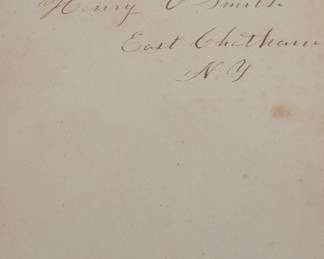 Henry V Smith
East Chatham
N. Y